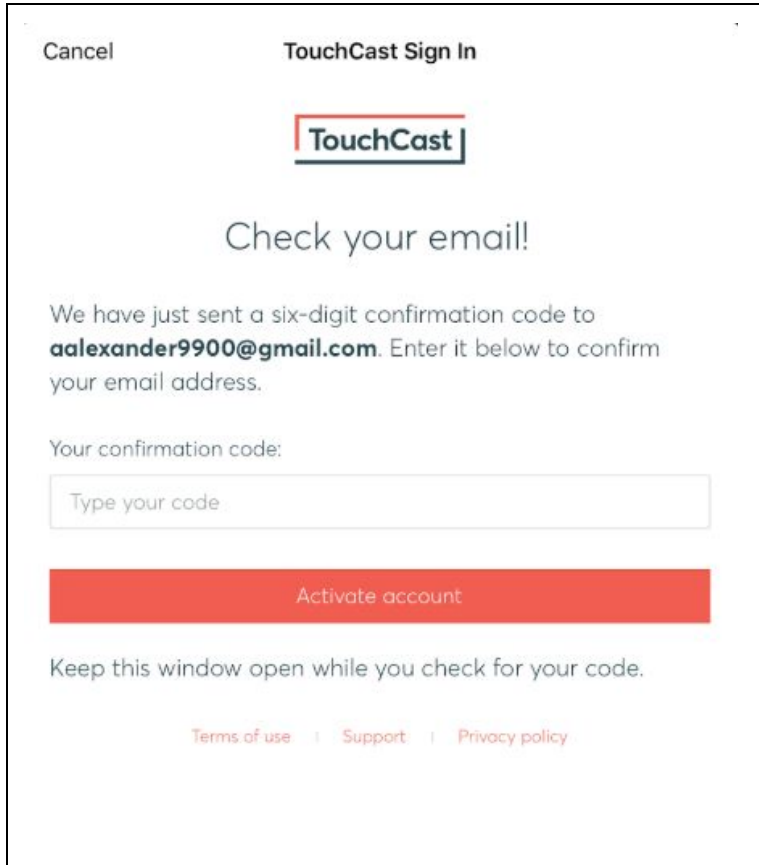 Cancel TouchCast Sign In
TouchCast
Check your email!
We have just sent a six-digit confirmation code to
aalexander9900@gmail.com. Enter it below to confirm
your email address.
Your confirmation code:
Type your code
Activate account
Keep this window open while you check for your code.
Terms of use | Support | Privacy policy